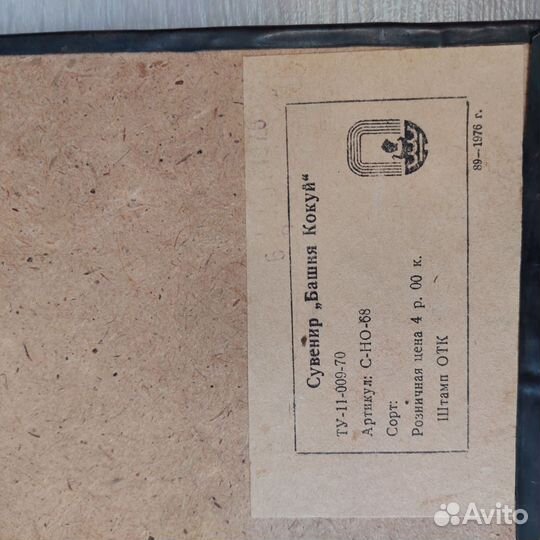 Сувенир „Башня Кокуй“
ТУ-11-009-70
Артикул: С-НО-68
Сорт:
Розничная цена 4 р. 00 к.
Штамп ОТК
89—1976 г.
Avito